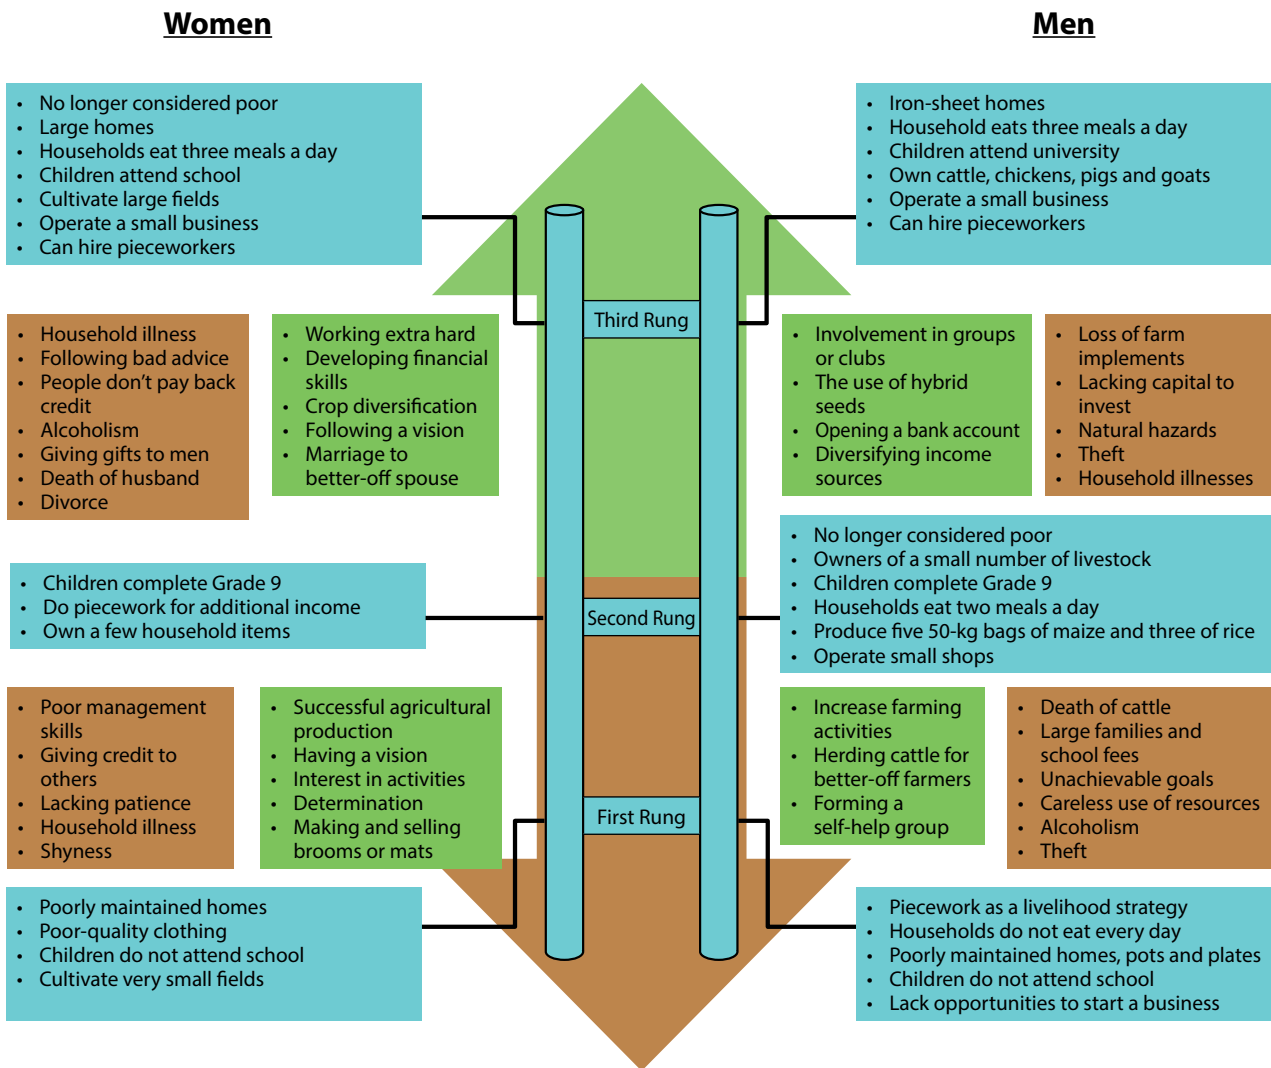 Women
Men
• No longer considered poor
• Large homes
• Households eat three meals a day
• Children attend school
• Cultivate large fields
• Operate a small business
• Can hire pieceworkers
• Iron-sheet homes
• Household eats three meals a day
• Children attend university
• Own cattle, chickens, pigs and goats
• Operate a small business
• Can hire pieceworkers
Third Rung
• Household illness
• Following bad advice
• People don't pay back
credit
• Alcoholism
• Giving gifts to men
• Death of husband
• Divorce
• Working extra hard
• Developing financial
skills
• Crop diversification
• Following a vision
• Marriage to
better-off spouse
• Involvement in groups
or clubs
• The use of hybrid
seeds
• Opening a bank account
• Diversifying income
sources
• Loss of farm
implements
• Lacking capital to
invest
• Natural hazards
• Theft
• Household illnesses
• Children complete Grade 9
• Do piecework for additional income
• Own a few household items
Second Rung
• No longer considered poor
• Owners of a small number of livestock
• Children complete Grade 9
• Households eat two meals a day
• Produce five 50-kg bags of maize and three of rice
• Operate small shops
• Poor management
skills
• Giving credit to
others
• Lacking patience
• Household illness
• Shyness
• Successful agricultural
production
• Having a vision
• Interest in activities
• Determination
• Making and selling
brooms or mats
First Rung
• Increase farming
activities
• Herding cattle for
better-off farmers
• Forming a
self-help group
• Death of cattle
• Large families and
school fees
• Unachievable goals
• Careless use of resources
• Alcoholism
• Theft
• Poorly maintained homes
• Poor-quality clothing
• Children do not attend school
• Cultivate very small fields
• Piecework as a livelihood strategy
• Households do not eat every day
• Poorly maintained homes, pots and plates
• Children do not attend school
• Lack opportunities to start a business